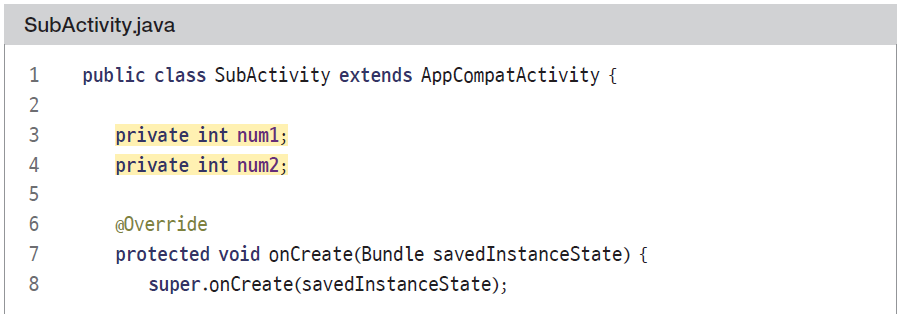 SubActivity.java
1 public class SubActivity extends AppCompatActivity {
2
3 private int num1;
4 private int num2;
5
6 @Override
7 protected void onCreate(Bundle savedInstanceState) {
8 super.onCreate(savedInstanceState);